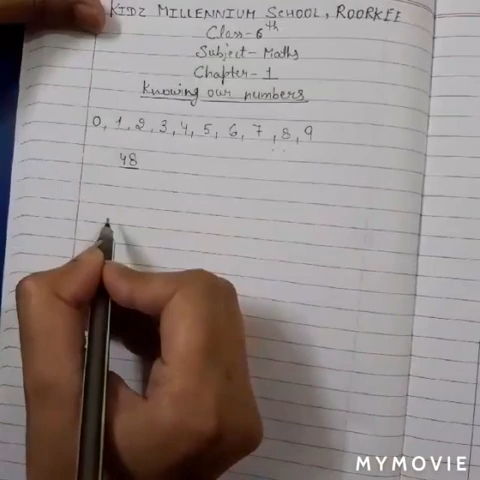 KIDZ MILLENNIUM SCHOOL, ROORKEE
Class-6th
Subject- Maths
Chapter- 1
Knowing our numbers
0, 1, 2, 3, 4, 5, 6, 7, 8, 9
48
MYMOVIE